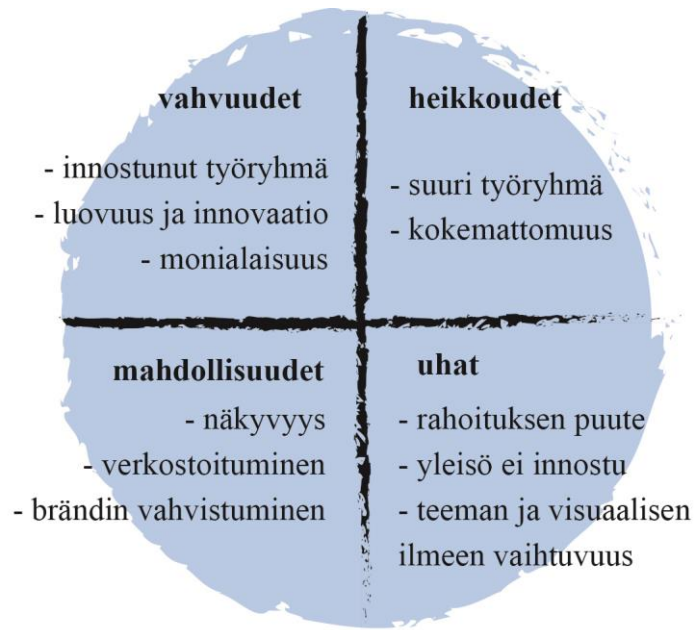 vahvuudet
- innostunut työryhmä
- luovuus ja innovaatio
- monialaisuus
heikkoudet
- suuri työryhmä
- kokemattomuus
mahdollisuudet
- näkyvyys
- verkostoituminen
- brändin vahvistuminen
uhat
- rahoituksen puute
- yleisö ei innostu
- teeman ja visuaalisen
ilmeen vaihtuvuus